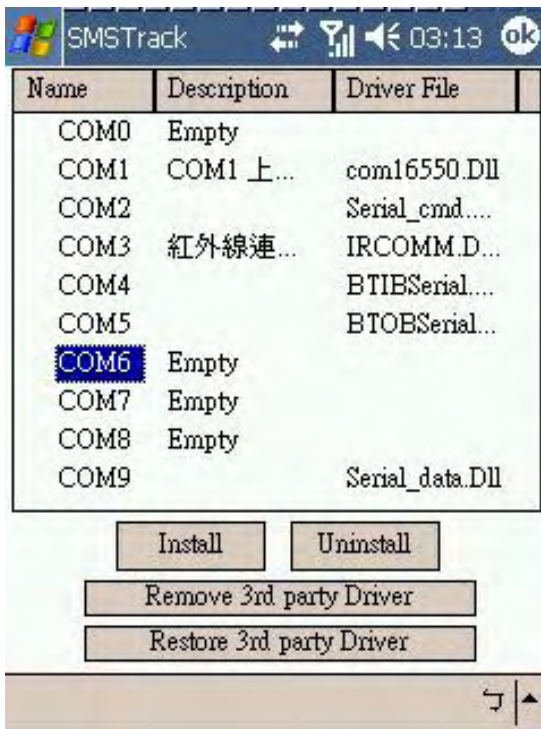 SMSTrack 03:13 ok
Name Description Driver File
COM0 Empty
COM1 COM1 上... com16550.Dll
COM2 Serial_cmd....
COM3 紅外線連... IRCOMM.D...
COM4 BTIBSerial....
COM5 BTOBSerial...
COM6 Empty
COM7 Empty
COM8 Empty
COM9 Serial_data.Dll
Install Uninstall
Remove 3rd party Driver
Restore 3rd party Driver
ㄅ